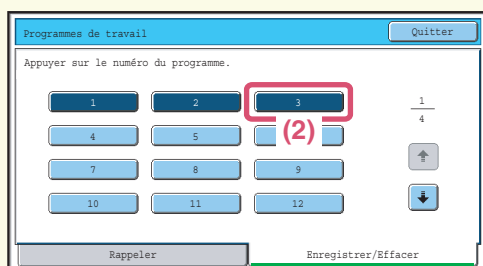 Programmes de travail Quitter
Appuyer sur le numéro du programme.
1 2 3 1
4 5 (2) 4
7 8 9
10 11 12
Rappeler Enregistrer/Effacer